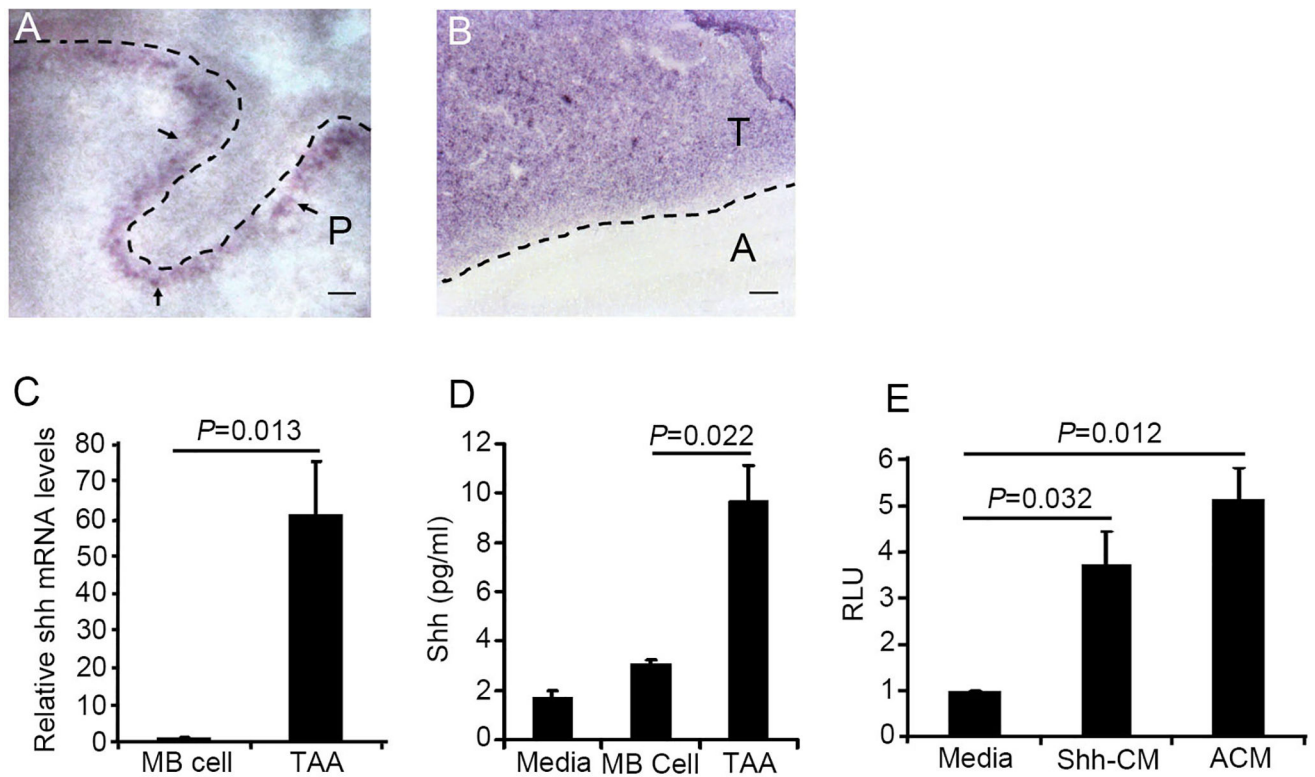 A
P
B
T
A
C
Relative shh mRNA levels
80
70
60
50
40
30
20
10
0
P=0.013
MB cell TAA
D
Shh (pg/ml)
12
10
8
6
4
2
0
P=0.022
Media MB Cell TAA
E
RLU
6
5
4
3
2
1
0
P=0.012
P=0.032
Media Shh-CM ACM